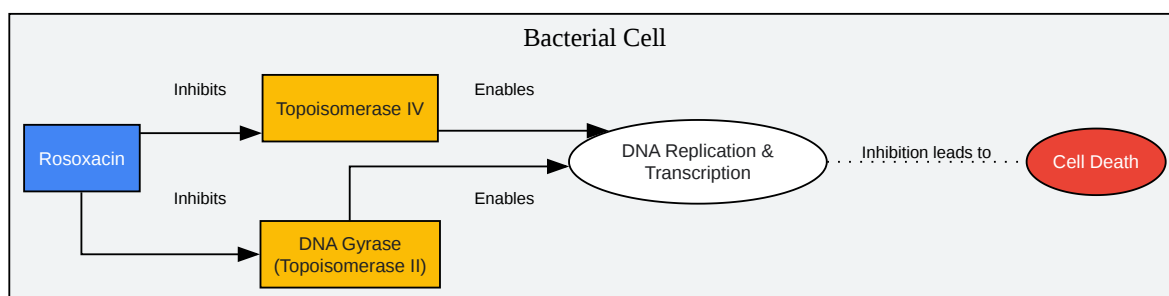 Bacterial Cell
Inhibits
Topoisomerase IV
Enables
Rosoxacin
DNA Replication &
Transcription
Inhibition leads to
Cell Death
Inhibits
DNA Gyrase
(Topoisomerase II)
Enables